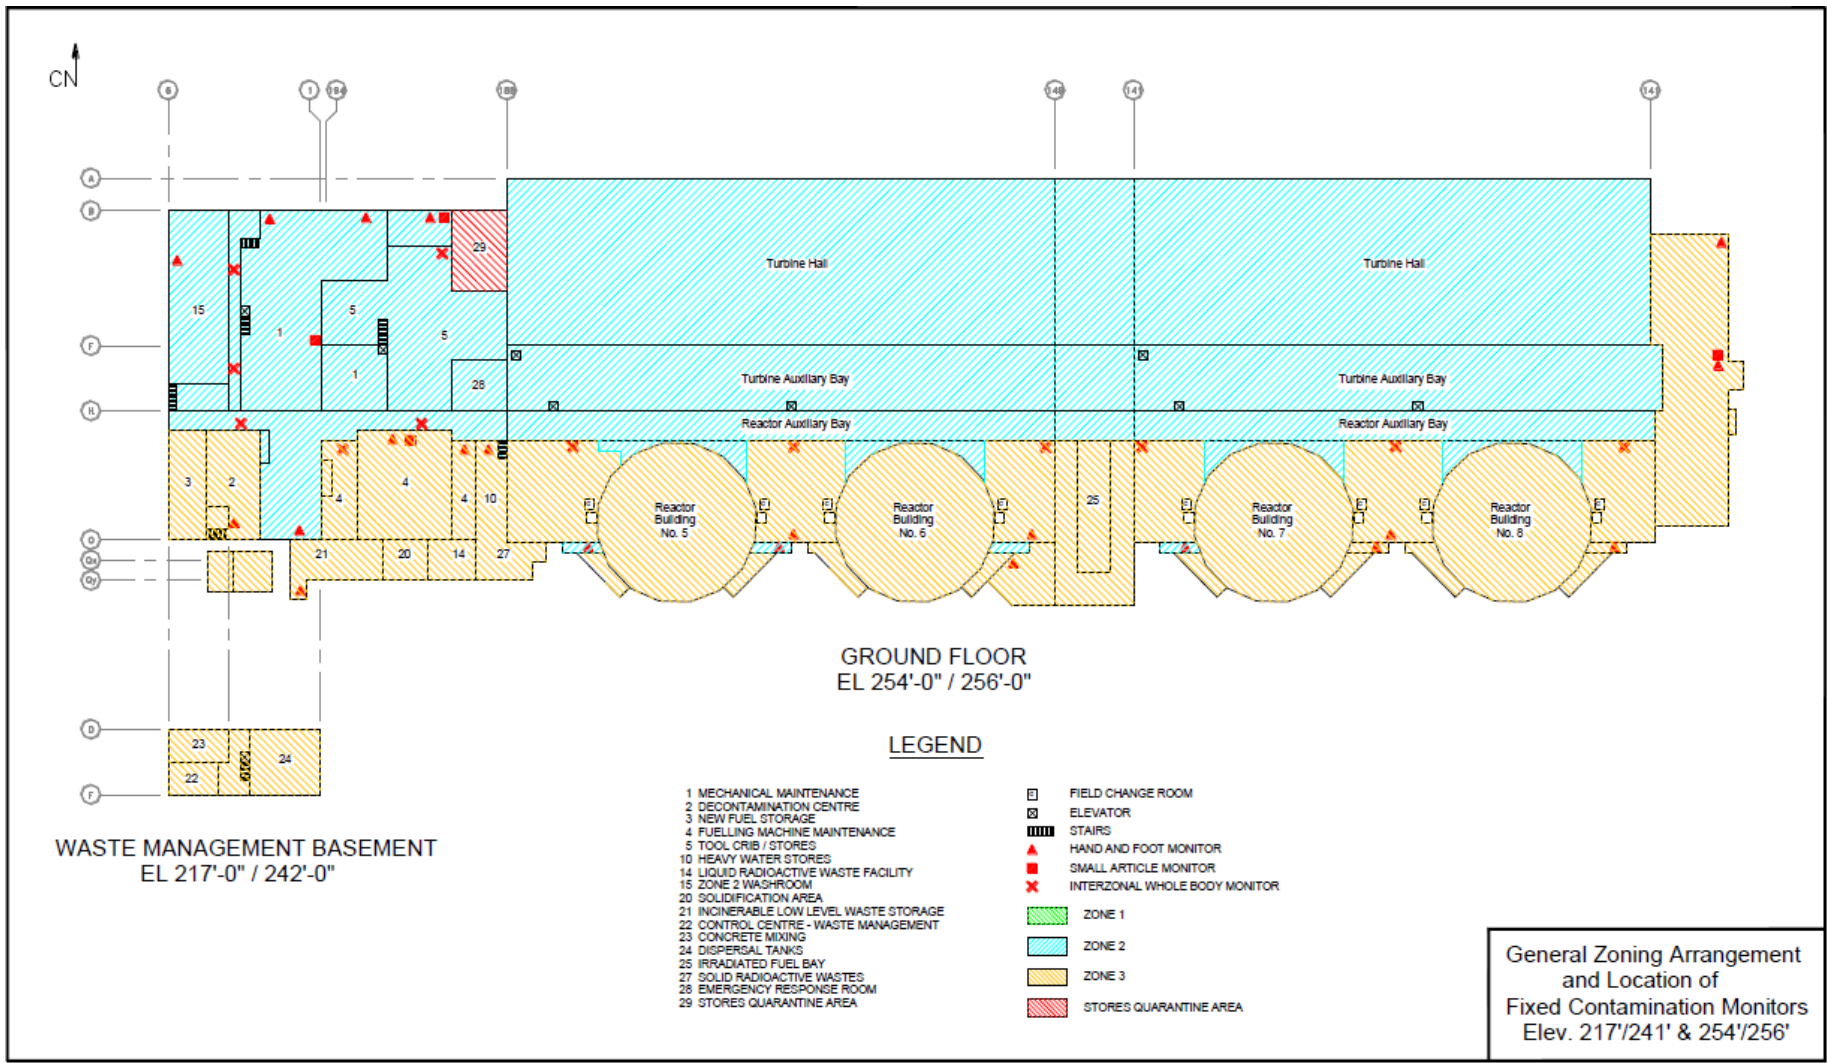 CN
6 1 194 188 148 141 141
A
B
29
Turbine Hall Turbine Hall
15 5
1 5
F
1
28
Turbine Auxiliary Bay Turbine Auxiliary Bay
H
Reactor Auxiliary Bay Reactor Auxiliary Bay
3 2 4 4 4 10 25
Reactor Building No. 5
Reactor Building No. 6
Reactor Building No. 7
Reactor Building No. 8
21 20 14 27
GROUND FLOOR
EL 254'-0" / 256'-0"
D
23
24
22
F
WASTE MANAGEMENT BASEMENT
EL 217'-0" / 242'-0"
LEGEND
1 MECHANICAL MAINTENANCE
2 DECONTAMINATION CENTRE
3 NEW FUEL STORAGE
4 FUELLING MACHINE MAINTENANCE
5 TOOL CRIB / STORES
10 HEAVY WATER STORES
14 LIQUID RADIOACTIVE WASTE FACILITY
15 ZONE 2 WASHROOM
20 SOLIDIFICATION AREA
21 INCINERABLE LOW LEVEL WASTE STORAGE
22 CONTROL CENTRE - WASTE MANAGEMENT
23 CONCRETE MIXING
24 DISPERSAL TANKS
25 IRRADIATED FUEL BAY
27 SOLID RADIOACTIVE WASTES
28 EMERGENCY RESPONSE ROOM
29 STORES QUARANTINE AREA
FIELD CHANGE ROOM
ELEVATOR
STAIRS
HAND AND FOOT MONITOR
SMALL ARTICLE MONITOR
INTERZONAL WHOLE BODY MONITOR
ZONE 1
ZONE 2
ZONE 3
STORES QUARANTINE AREA
General Zoning Arrangement
and Location of
Fixed Contamination Monitors
Elev. 217'/241' & 254'/256'